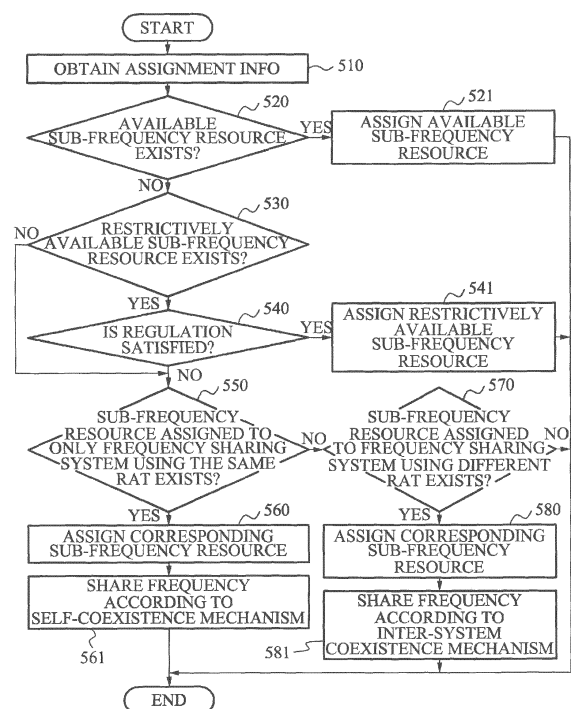 START
OBTAIN ASSIGNMENT INFO
510
520
AVAILABLE
SUB-FREQUENCY RESOURCE
EXISTS?
YES
521
ASSIGN AVAILABLE
SUB-FREQUENCY
RESOURCE
NO
530
NO
RESTRICTIVELY
AVAILABLE SUB-FREQUENCY
RESOURCE EXISTS?
YES
540
IS REGULATION
SATISFIED?
YES
541
ASSIGN RESTRICTIVELY
AVAILABLE
SUB-FREQUENCY
RESOURCE
NO
550
SUB-FREQUENCY
RESOURCE ASSIGNED TO
ONLY FREQUENCY SHARING
SYSTEM USING THE SAME
RAT EXISTS?
NO
570
SUB-FREQUENCY
RESOURCE ASSIGNED
TO FREQUENCY SHARING
SYSTEM USING DIFFERENT
RAT EXISTS?
NO
YES
560
ASSIGN CORRESPONDING
SUB-FREQUENCY RESOURCE
SHARE FREQUENCY
ACCORDING TO
SELF-COEXISTENCE MECHANISM
561
YES
580
ASSIGN CORRESPONDING
SUB-FREQUENCY
RESOURCE
SHARE FREQUENCY
ACCORDING TO
INTER-SYSTEM
COEXISTENCE MECHANISM
581
END